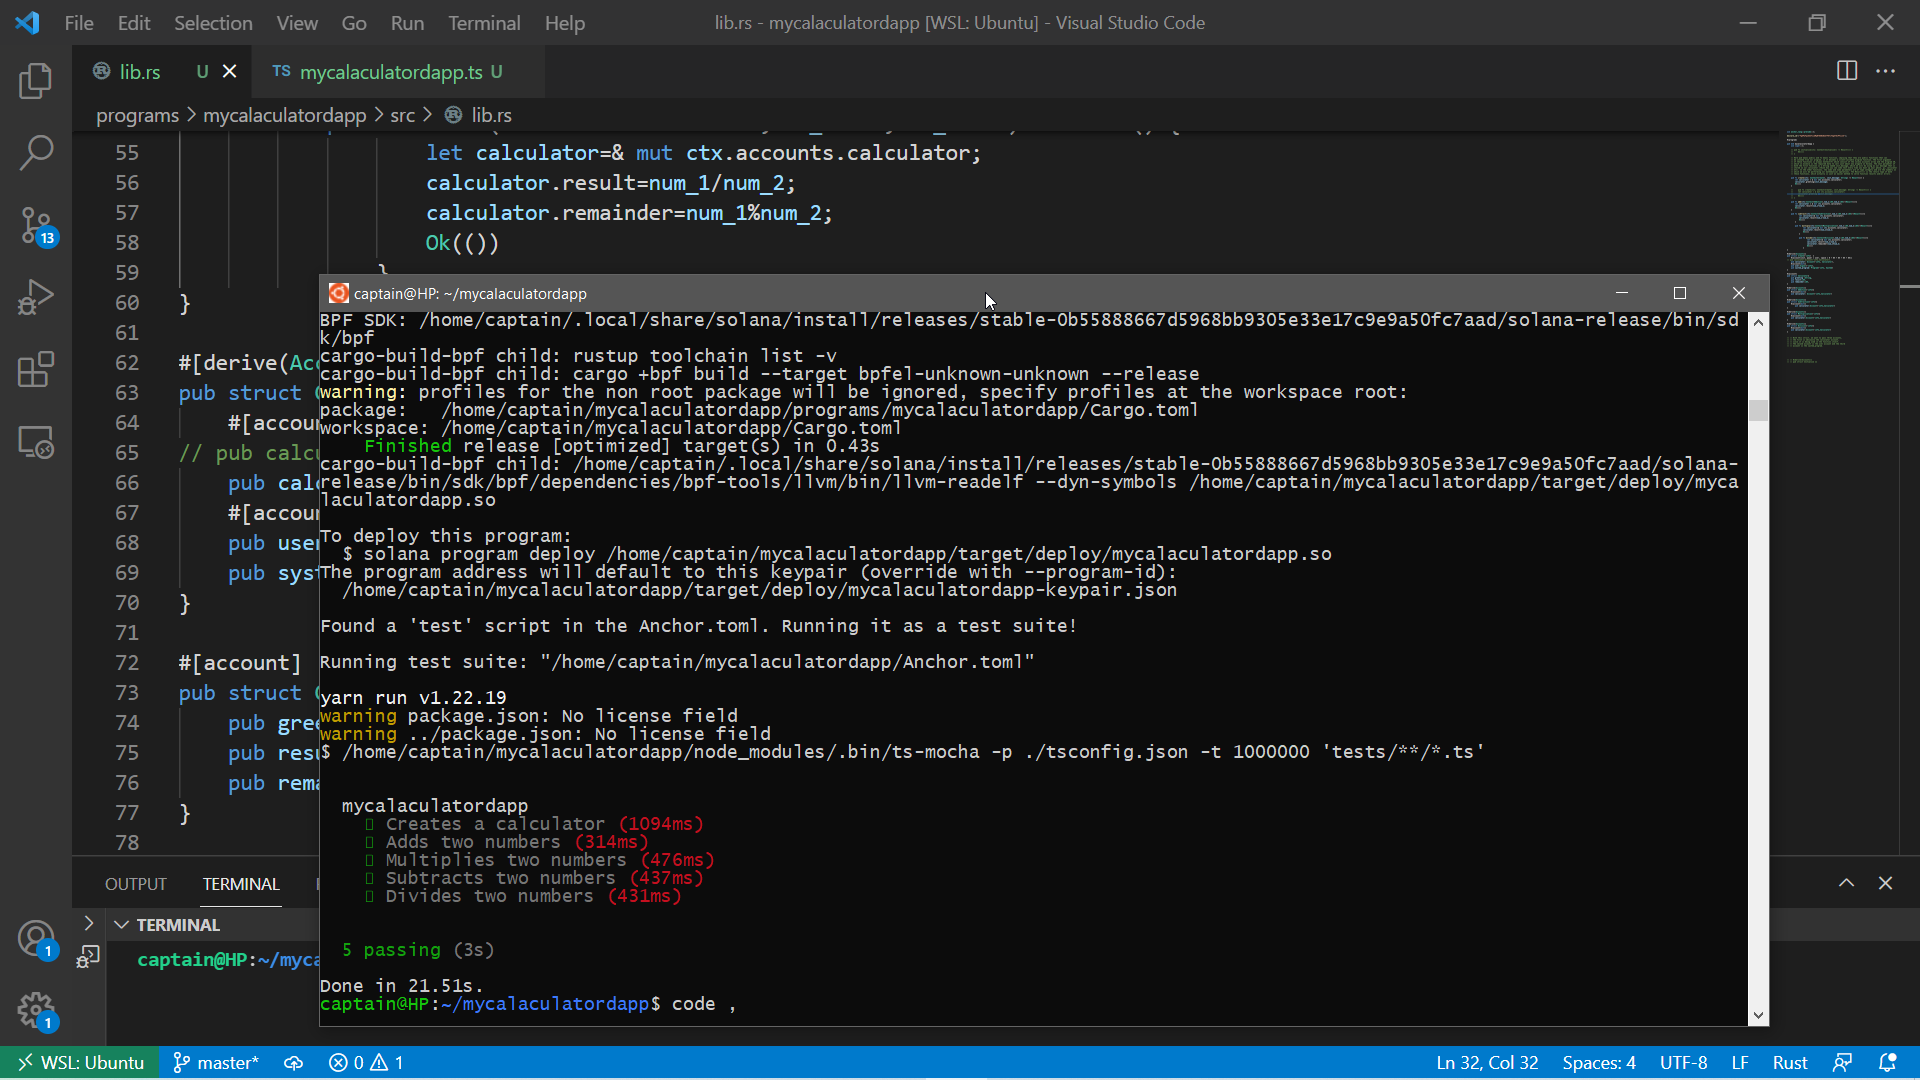 File Edit Selection View Go Run Terminal Help
lib.rs - mycalaculatordapp [WSL: Ubuntu] - Visual Studio Code
lib.rs U
TS mycalaculatordapp.ts U
programs > mycalaculatordapp > src > lib.rs
55 let calculator=& mut ctx.accounts.calculator;
56 calculator.result=num_1/num_2;
57 calculator.remainder=num_1%num_2;
58 Ok(())
59 }
60 }
61
62 #[derive(Acc
63 pub struct
64 #[accoun
65 // pub calcu
66 pub calc
67 #[accoun
68 pub user
69 pub syst
70 }
71
72 #[account]
73 pub struct
74 pub gree
75 pub resu
76 pub rema
77 }
78
captain@HP: ~/mycalaculatordapp
BPF SDK: /home/captain/.local/share/solana/install/releases/stable-0b55888667d5968bb9305e33e17c9e9a50fc7aad/solana-release/bin/sd
k/bpf
cargo-build-bpf child: rustup toolchain list -v
cargo-build-bpf child: cargo +bpf build --target bpfel-unknown-unknown --release
warning: profiles for the non root package will be ignored, specify profiles at the workspace root:
package:   /home/captain/mycalaculatordapp/programs/mycalaculatordapp/Cargo.toml
workspace: /home/captain/mycalaculatordapp/Cargo.toml
Finished release [optimized] target(s) in 0.43s
cargo-build-bpf child: /home/captain/.local/share/solana/install/releases/stable-0b55888667d5968bb9305e33e17c9e9a50fc7aad/solana-
release/bin/sdk/bpf/dependencies/bpf-tools/llvm/bin/llvm-readelf --dyn-symbols /home/captain/mycalaculatordapp/target/deploy/myca
laculatordapp.so
To deploy this program:
$ solana program deploy /home/captain/mycalaculatordapp/target/deploy/mycalaculatordapp.so
The program address will default to this keypair (override with --program-id):
/home/captain/mycalaculatordapp/target/deploy/mycalaculatordapp-keypair.json
Found a 'test' script in the Anchor.toml. Running it as a test suite!
Running test suite: "/home/captain/mycalaculatordapp/Anchor.toml"
yarn run v1.22.19
warning package.json: No license field
warning ../package.json: No license field
$ /home/captain/mycalaculatordapp/node_modules/.bin/ts-mocha -p ./tsconfig.json -t 1000000 'tests/**/*.ts'
mycalaculatordapp
Creates a calculator (1094ms)
Adds two numbers (314ms)
Multiplies two numbers (476ms)
Subtracts two numbers (437ms)
Divides two numbers (431ms)
5 passing (3s)
Done in 21.51s.
captain@HP:~/mycalaculatordapp$ code ,
OUTPUT TERMINAL
TERMINAL
captain@HP:~/myca
13
1
1
WSL: Ubuntu master* 0 1
Ln 32, Col 32 Spaces: 4 UTF-8 LF Rust